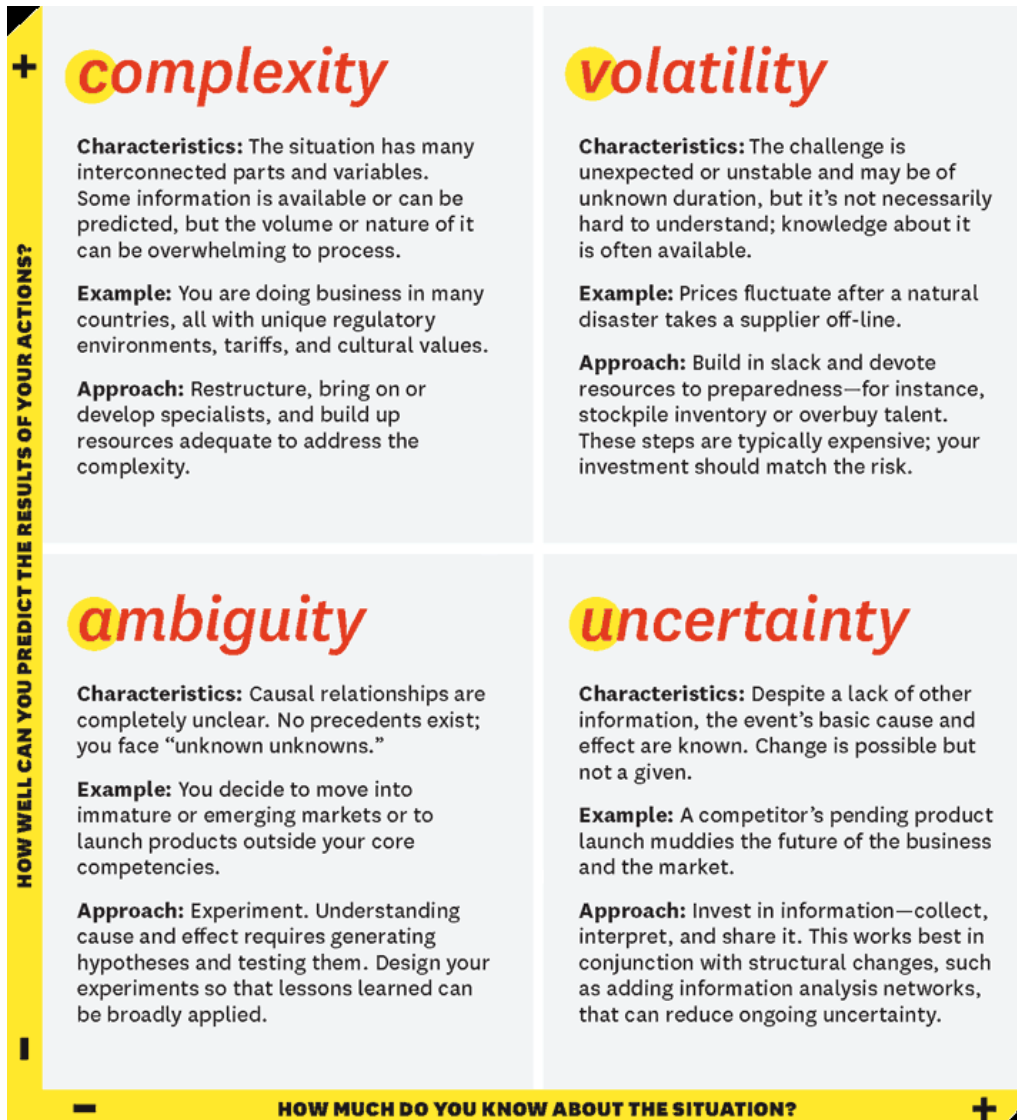 +
HOW WELL CAN YOU PREDICT THE RESULTS OF YOUR ACTIONS?
complexity
Characteristics: The situation has many
interconnected parts and variables.
Some information is available or can be
predicted, but the volume or nature of it
can be overwhelming to process.
Example: You are doing business in many
countries, all with unique regulatory
environments, tariffs, and cultural values.
Approach: Restructure, bring on or
develop specialists, and build up
resources adequate to address the
complexity.
volatility
Characteristics: The challenge is
unexpected or unstable and may be of
unknown duration, but it’s not necessarily
hard to understand; knowledge about it
is often available.
Example: Prices fluctuate after a natural
disaster takes a supplier off-line.
Approach: Build in slack and devote
resources to preparedness—for instance,
stockpile inventory or overbuy talent.
These steps are typically expensive; your
investment should match the risk.
ambiguity
Characteristics: Causal relationships are
completely unclear. No precedents exist;
you face “unknown unknowns.”
Example: You decide to move into
immature or emerging markets or to
launch products outside your core
competencies.
Approach: Experiment. Understanding
cause and effect requires generating
hypotheses and testing them. Design your
experiments so that lessons learned can
be broadly applied.
uncertainty
Characteristics: Despite a lack of other
information, the event’s basic cause and
effect are known. Change is possible but
not a given.
Example: A competitor’s pending product
launch muddies the future of the business
and the market.
Approach: Invest in information—collect,
interpret, and share it. This works best in
conjunction with structural changes, such
as adding information analysis networks,
that can reduce ongoing uncertainty.
–
– HOW MUCH DO YOU KNOW ABOUT THE SITUATION? +